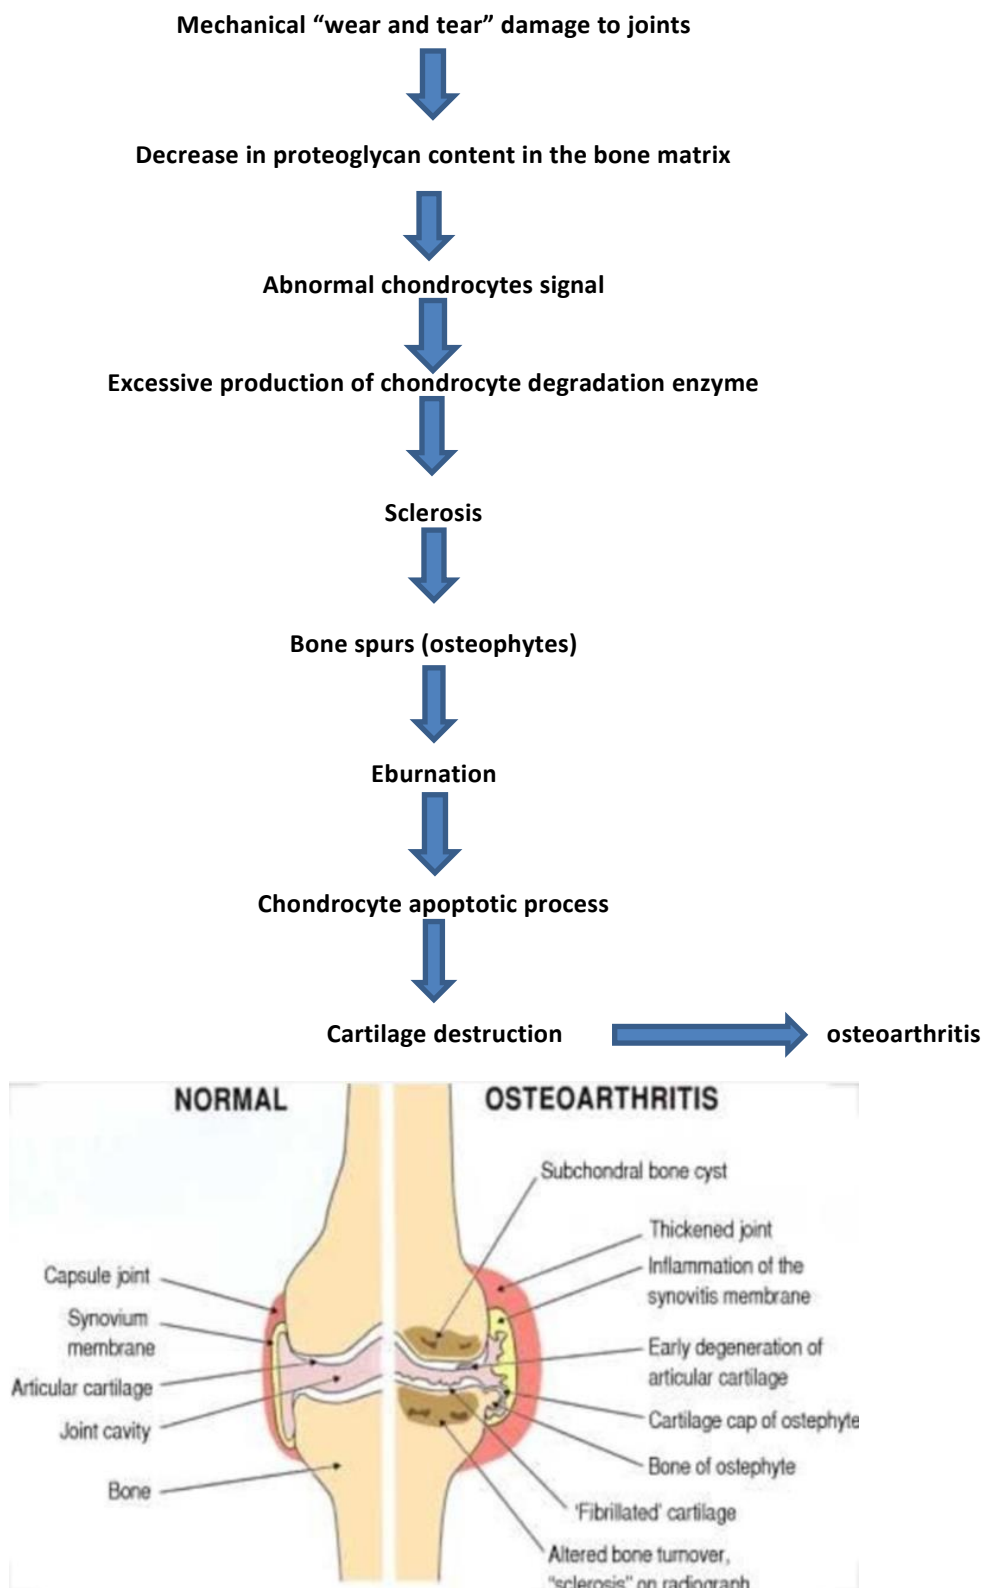 Mechanical “wear and tear” damage to joints
Decrease in proteoglycan content in the bone matrix
Abnormal chondrocytes signal
Excessive production of chondrocyte degradation enzyme
Sclerosis
Bone spurs (osteophytes)
Eburnation
Chondrocyte apoptotic process
Cartilage destruction
osteoarthritis
NORMAL
OSTEOARTHRITIS
Capsule joint
Synovium
membrane
Articular cartilage
Joint cavity
Bone
Subchondral bone cyst
Thickened joint
Inflammation of the
synovitis membrane
Early degeneration of
articular cartilage
Cartilage cap of ostephyte
Bone of ostephyte
'Fibrillated' cartilage
Altered bone turnover,
"sclerosis" on radiograph